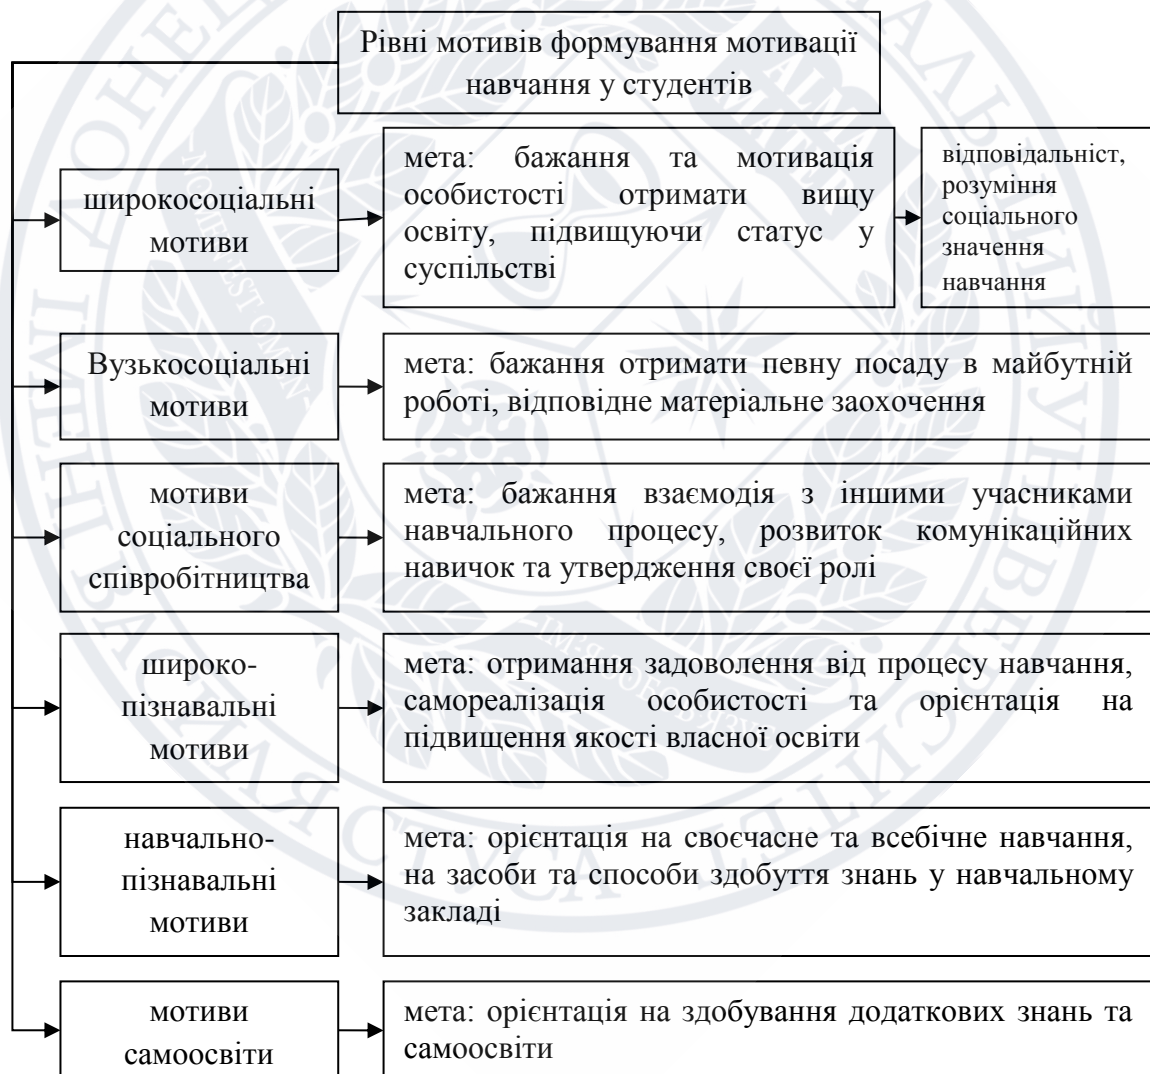 Рівні мотивів формування мотивації
навчання у студентів
широкосоціальні
мотиви
мета: бажання та мотивація
особистості отримати вищу
освіту, підвищуючи статус у
суспільстві
відповідальніст,
розуміння
соціального
значення
навчання
Вузькосоціальні
мотиви
мета: бажання отримати певну посаду в майбутній
роботі, відповідне матеріальне заохочення
мотиви
соціального
співробітництва
мета: бажання взаємодія з іншими учасниками
навчального процесу, розвиток комунікаційних
навичок та утвердження своєї ролі
широко-
пізнавальні
мотиви
мета: отримання задоволення від процесу навчання,
самореалізація особистості та орієнтація на
підвищення якості власної освіти
навчально-
пізнавальні
мотиви
мета: орієнтація на своєчасне та всебічне навчання,
на засоби та способи здобуття знань у навчальному
закладі
мотиви
самоосвіти
мета: орієнтація на здобування додаткових знань та
самоосвіти
ALMA
MATER
ІМЕНІ ВАСИЛЯ СТУСА